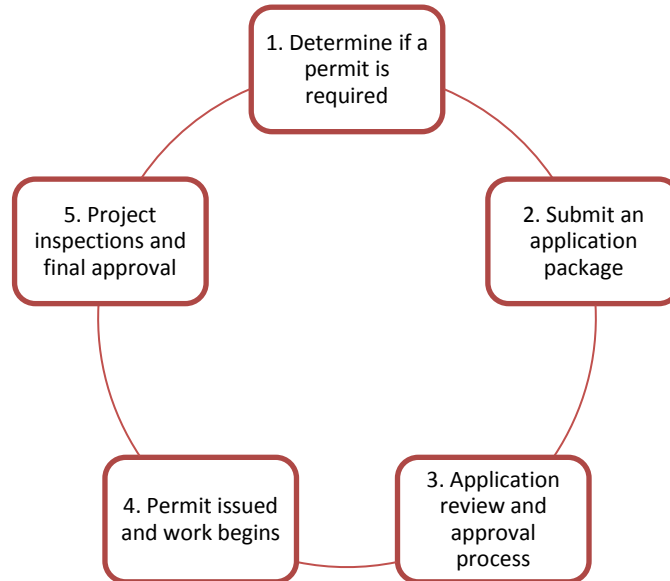 1. Determine if a
permit is
required
2. Submit an
application
package
3. Application
review and
approval
process
4. Permit issued
and work begins
5. Project
inspections and
final approval